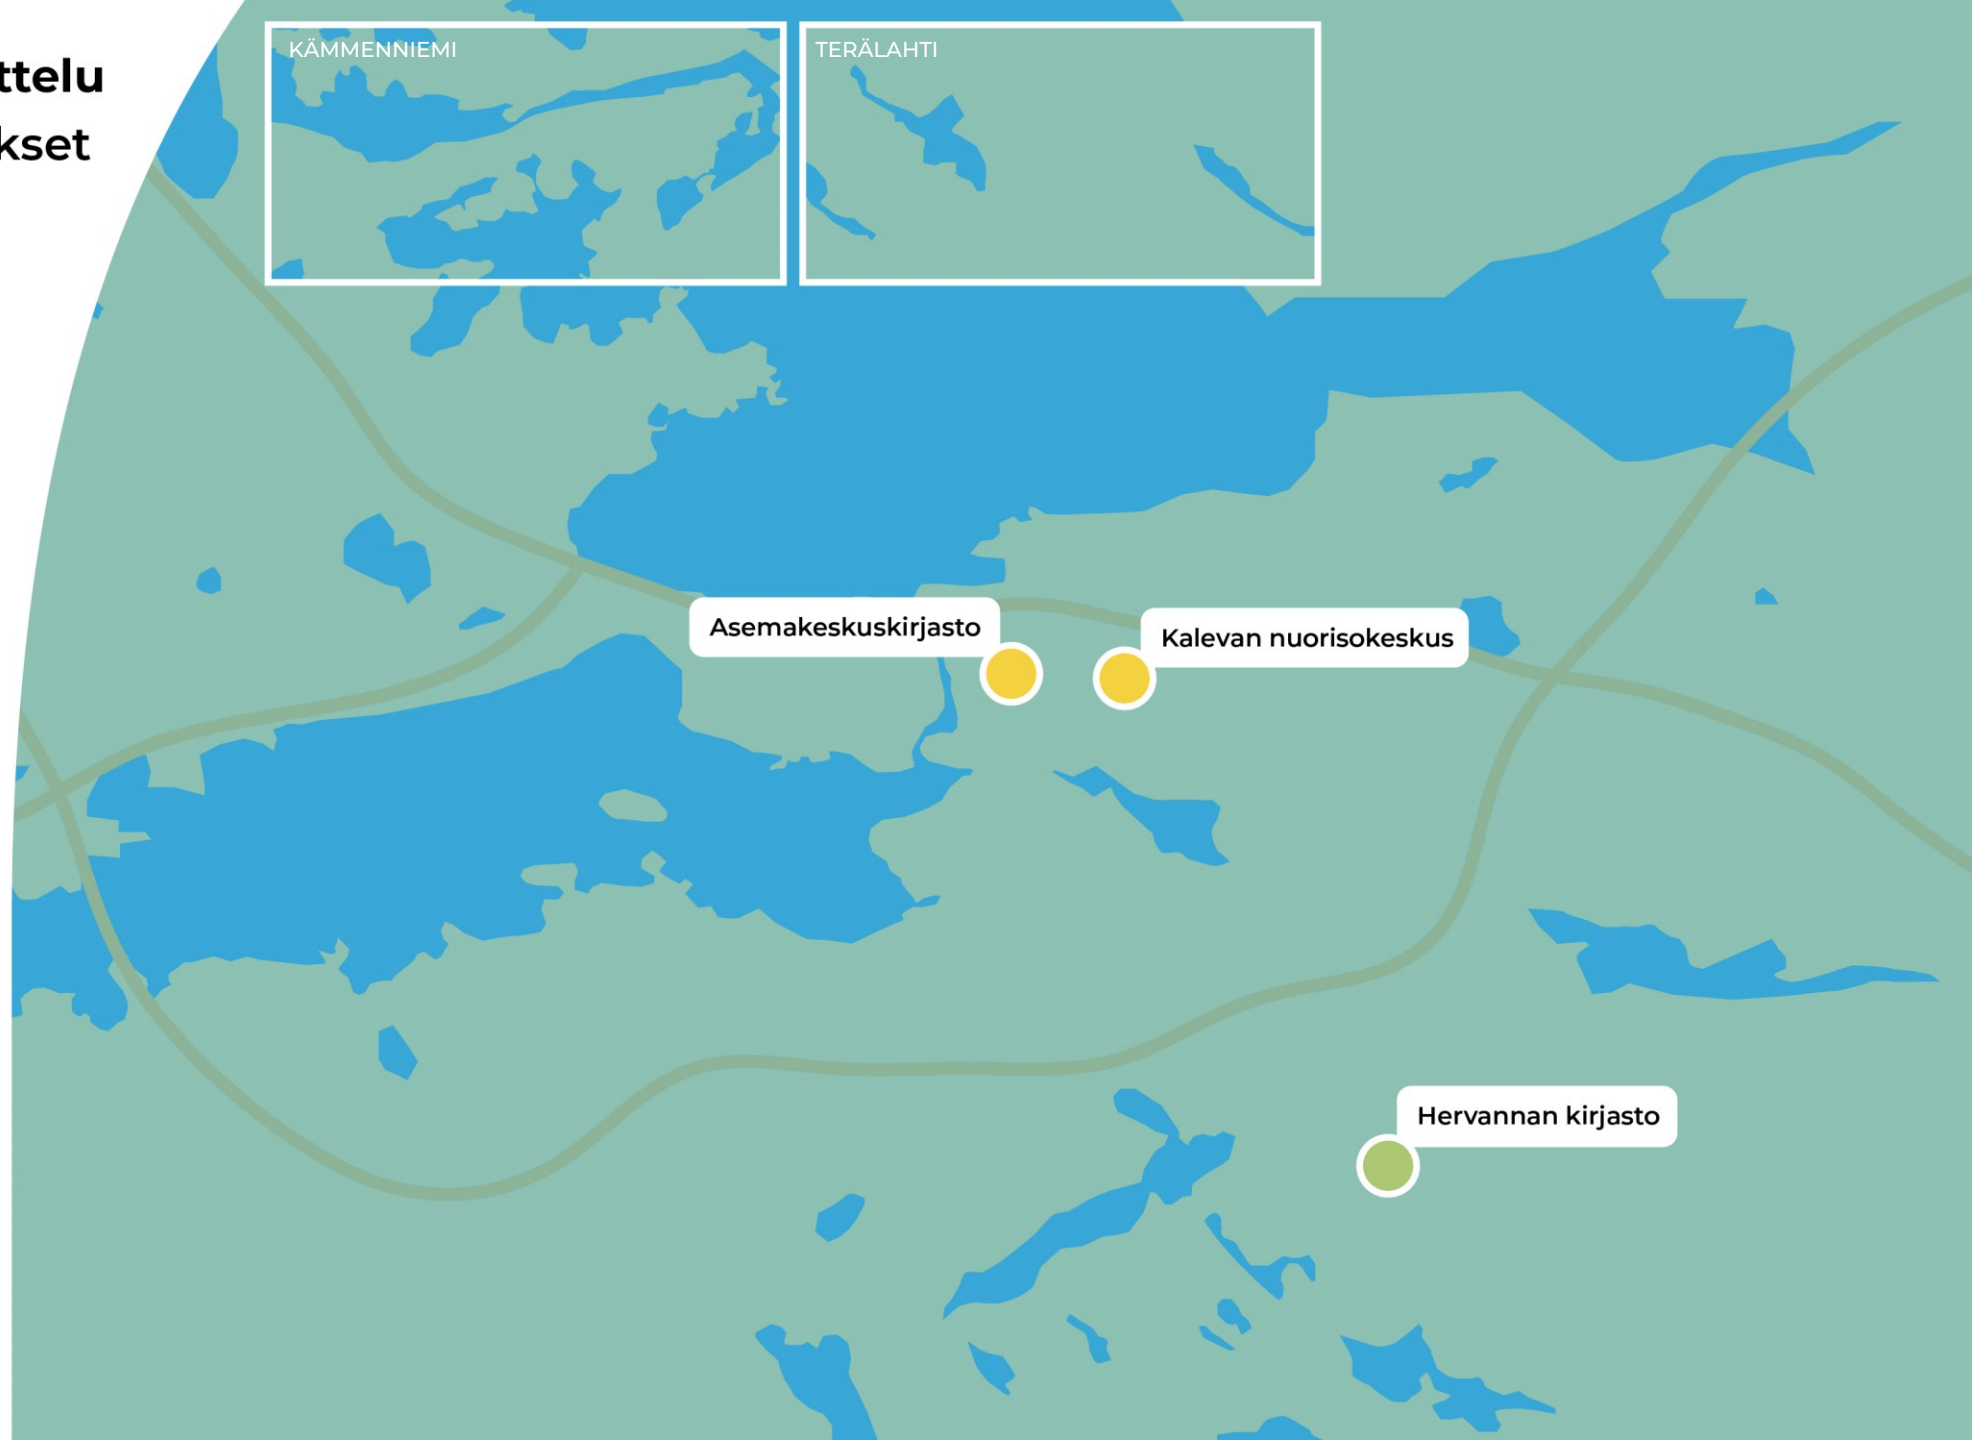 ttelu
kset
KÄMMENNIEMI
TERÄLAHTI
Asemakeskuskirjasto
Kalevan nuorisokeskus
Hervannan kirjasto